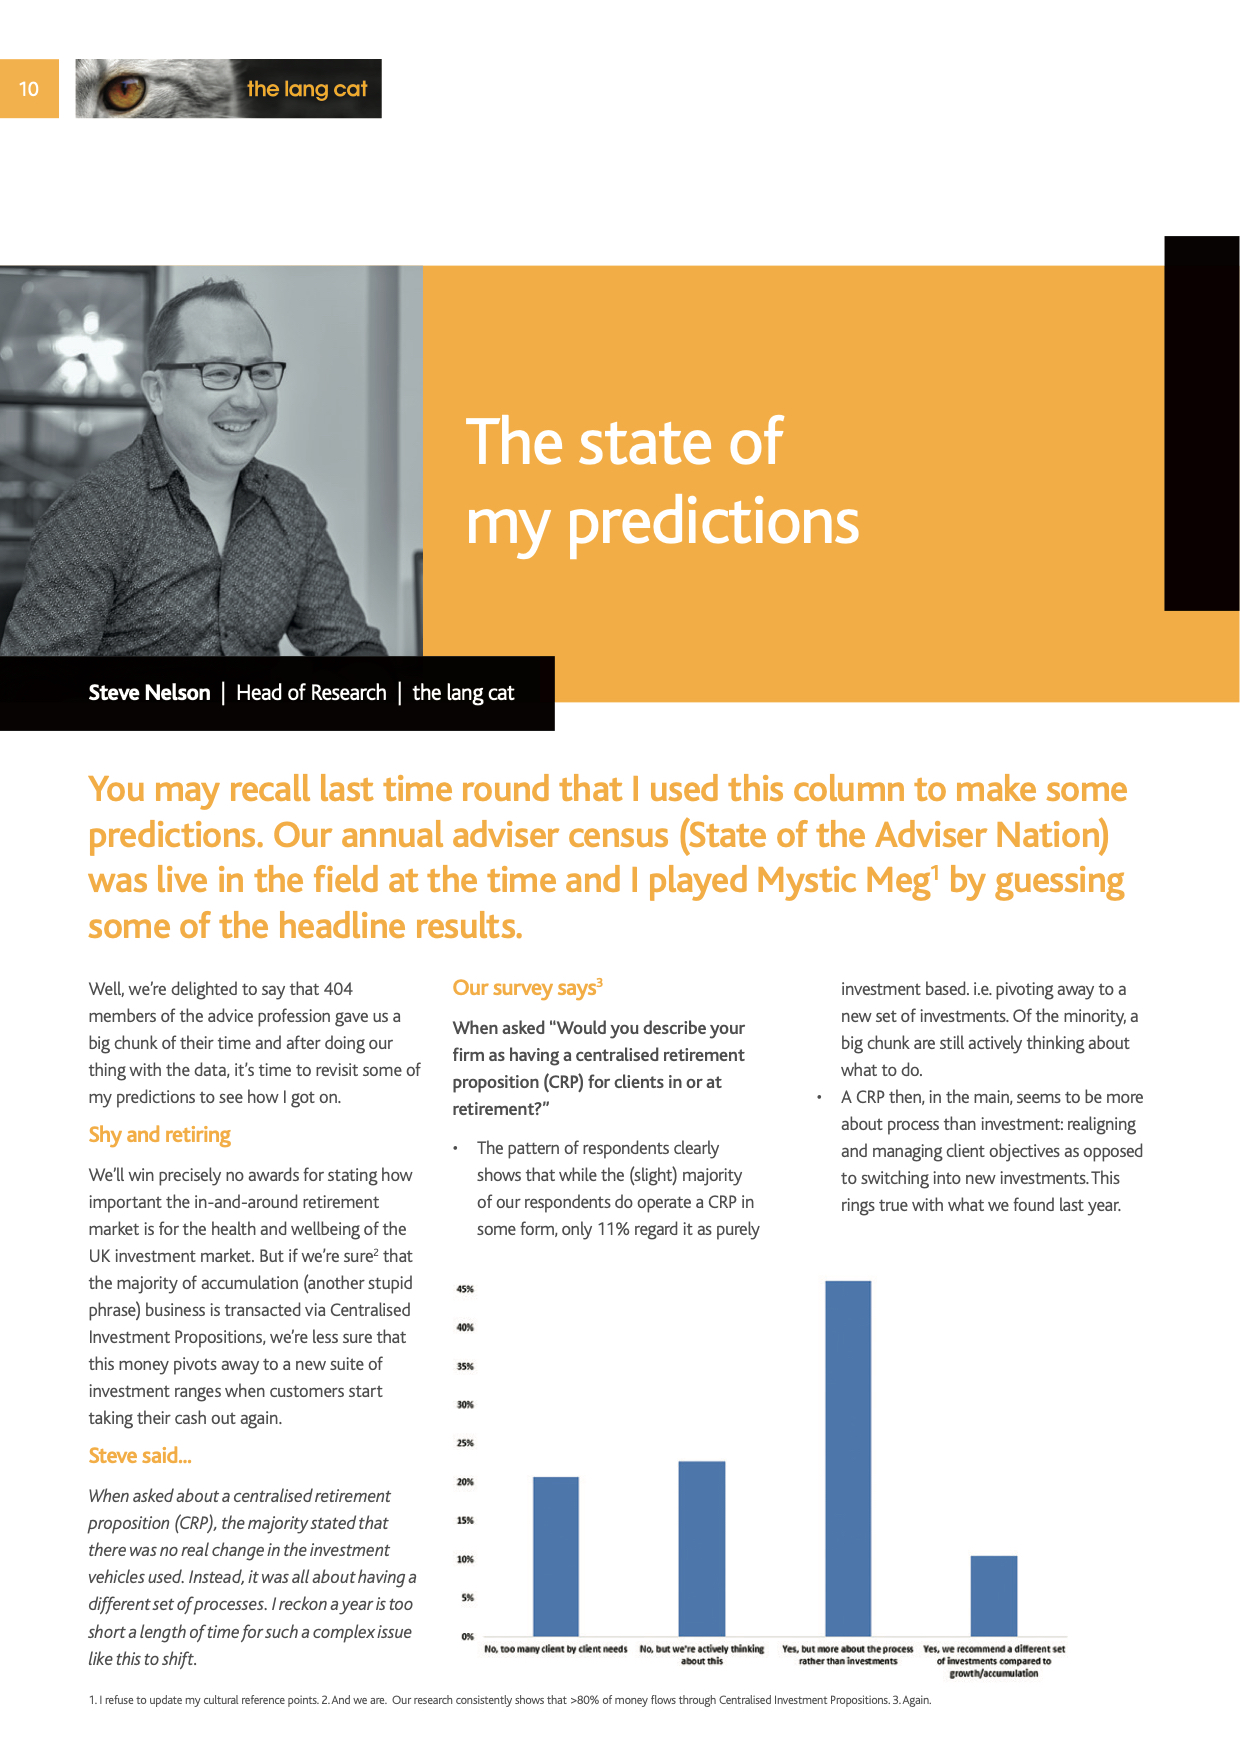 10
the lang cat
The state of
my predictions
Steve Nelson | Head of Research | the lang cat
You may recall last time round that I used this column to make some
predictions. Our annual adviser census (State of the Adviser Nation)
was live in the field at the time and I played Mystic Meg1 by guessing
some of the headline results.
Well, we’re delighted to say that 404
members of the advice profession gave us a
big chunk of their time and after doing our
thing with the data, it’s time to revisit some of
my predictions to see how I got on.
Shy and retiring
We’ll win precisely no awards for stating how
important the in-and-around retirement
market is for the health and wellbeing of the
UK investment market. But if we’re sure2 that
the majority of accumulation (another stupid
phrase) business is transacted via Centralised
Investment Propositions, we’re less sure that
this money pivots away to a new suite of
investment ranges when customers start
taking their cash out again.
Steve said...
When asked about a centralised retirement
proposition (CRP), the majority stated that
there was no real change in the investment
vehicles used. Instead, it was all about having a
different set of processes. I reckon a year is too
short a length of time for such a complex issue
like this to shift.
Our survey says3
When asked “Would you describe your
firm as having a centralised retirement
proposition (CRP) for clients in or at
retirement?”
• The pattern of respondents clearly
shows that while the (slight) majority
of our respondents do operate a CRP in
some form, only 11% regard it as purely
investment based. i.e. pivoting away to a
new set of investments. Of the minority, a
big chunk are still actively thinking about
what to do.
• A CRP then, in the main, seems to be more
about process than investment: realigning
and managing client objectives as opposed
to switching into new investments. This
rings true with what we found last year.
45%
40%
35%
30%
25%
20%
15%
10%
5%
0%
No, too many client by client needs
No, but we're actively thinking
about this
Yes, but more about the process
rather than investments
Yes, we recommend a different set
of investments compared to
growth/accumulation
1. I refuse to update my cultural reference points. 2. And we are. Our research consistently shows that >80% of money flows through Centralised Investment Propositions. 3. Again.